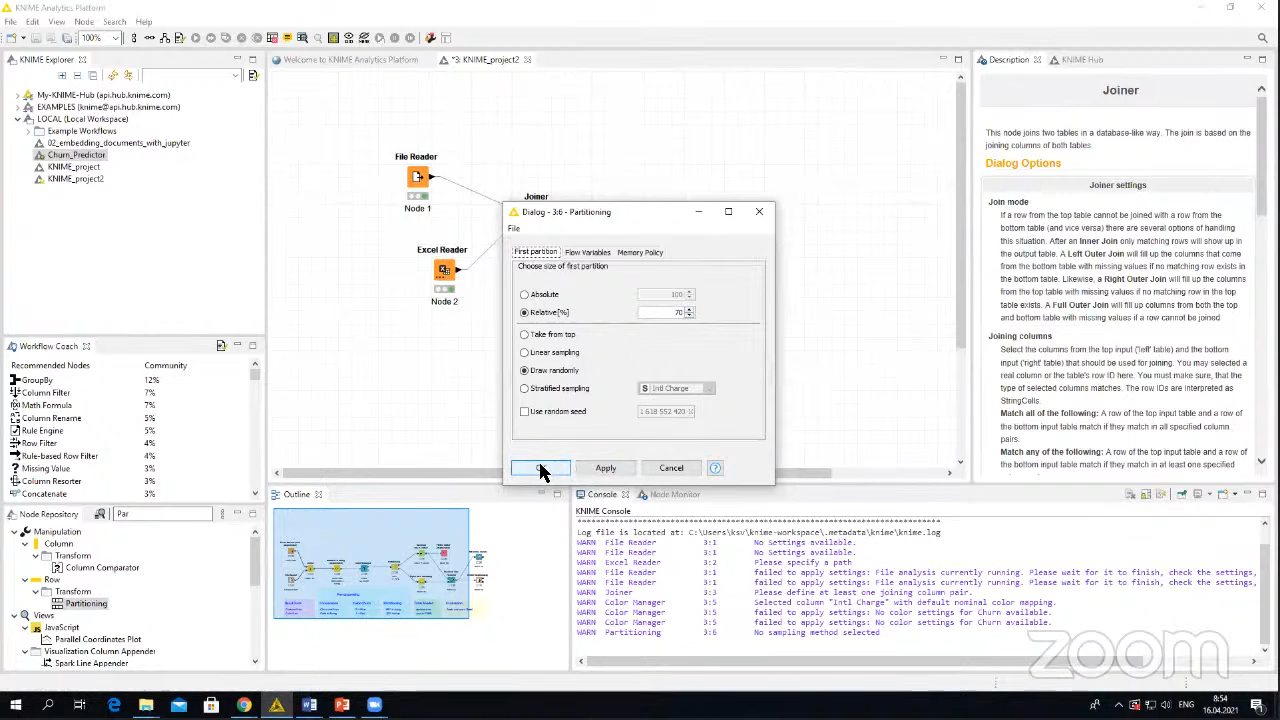 KNIME Analytics Platform
File Edit View Node Search Help
100%
KNIME Explorer
My-KNIME-Hub (api.hub.knime.com)
EXAMPLES (knime@api.hub.knime.com)
LOCAL (Local Workspace)
Example Workflows
02_embedding_documents_with_jupyter
Churn_Predictor
KNIME_project
KNIME_project2
Workflow Coach
Recommended Nodes Community
GroupBy 12%
Column Filter 7%
Math Formula 7%
Column Rename 6%
Rule Engine 6%
Row Filter 4%
Rule-based Row Filter 4%
Missing Value 3%
Column Resorter 3%
Concatenate 3%
Node Repository Par
Manipulation
Column
Transform
Column Comparator
Row
Transform
Partitioning
Views
JavaScript
Parallel Coordinates Plot
Visualization Column Appender
Spark Line Appender
Welcome to KNIME Analytics Platform *3: KNIME_project2
File Reader
Node 1
Excel Reader
Node 2
Joiner
Dialog - 3:6 - Partitioning
File
First partition Flow Variables Memory Policy
Choose size of first partition
Absolute 100
Relative[%] 70
Take from top
Linear sampling
Draw randomly
Stratified sampling S Intl Charge
Use random seed 1 618 552 420
Apply Cancel
Outline
Description KNIME Hub
Joiner
This node joins two tables in a database-like way. The join is based on the
joining columns of both tables.
Dialog Options
Joiner settings
Join mode
If a row from the top table cannot be joined with a row from the
bottom table (and vice versa) there are several options of handling
this situation. After an Inner Join only matching rows will show up in
the output table. A Left Outer Join will fill up the columns that come
from the bottom table with missing values if no matching row exists in
the bottom table. Likewise, a Right Outer Join will fill up the columns
from the top table with missing values if no matching row in the top
table exists. A Full Outer Join will fill up columns from both the top
and bottom table with missing values if a row cannot be joined
Joining columns
Select the columns from the top input ('left' table) and the bottom
input ('right' table) that should be used for joining. You may selected a
real column or the table's row ID here. You must make sure, that the
type of selected columns matches. The row IDs are interpreted as
StringCells.
Match all of the following: A row of the top input table and a row of
the bottom input table match if they match in all specified column
pairs.
Match any of the following: A row of the top input table and a row of
the bottom input table match if they match in at least one specified
Console Node Monitor
KNIME Console
Log file is located at: C:\Users\ksv\knime-workspace\.metadata\knime\knime.log
WARN File Reader 3:1 No Settings available.
WARN File Reader 3:1 No Settings available.
WARN Excel Reader 3:2 Please specify a path
WARN File Reader 3:1 failed to apply settings: File analysis currently running. Please wait for it to finish, check the settings,
WARN File Reader 3:1 failed to apply settings: File analysis currently running. Please wait for it to finish, check the settings,
WARN Joiner 3:3 Please define at least one joining column pair.
WARN Color Manager 3:5 Selected column "Intl Charge" with default nominal color mapping.
WARN Color Manager 3:5 failed to apply settings: No color settings for Churn available.
WARN Color Manager 3:5 failed to apply settings: No color settings for Churn available.
WARN Partitioning 3:6 No sampling method selected
zoom
ENG
8:54
16.04.2021